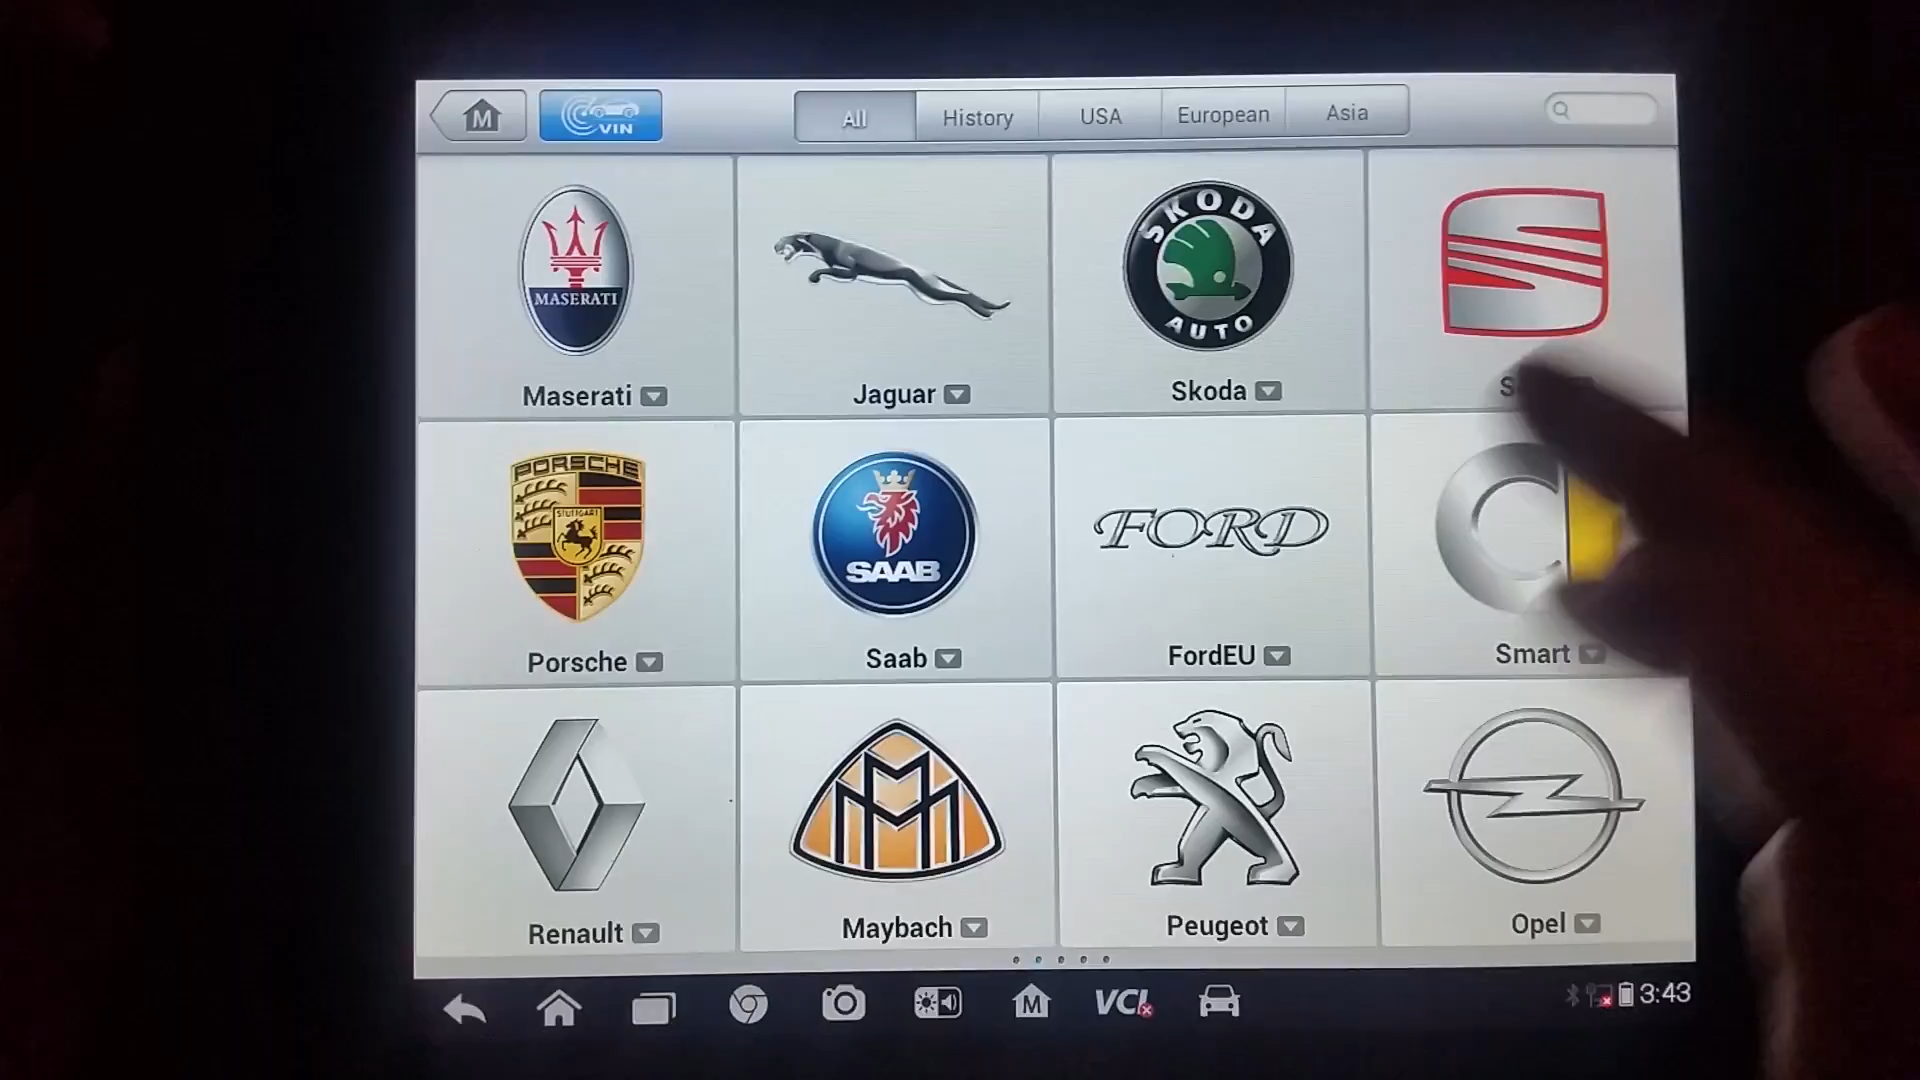 M
VIN
All
History
USA
European
Asia
SKODA
MASERATI
AUTO
Maserati
Jaguar
Skoda
PORSCHE
STUTTGART
SAAB
FORD
Porsche
Saab
FordEU
Smart
Renault
Maybach
Peugeot
Opel
M
VCI
3:43